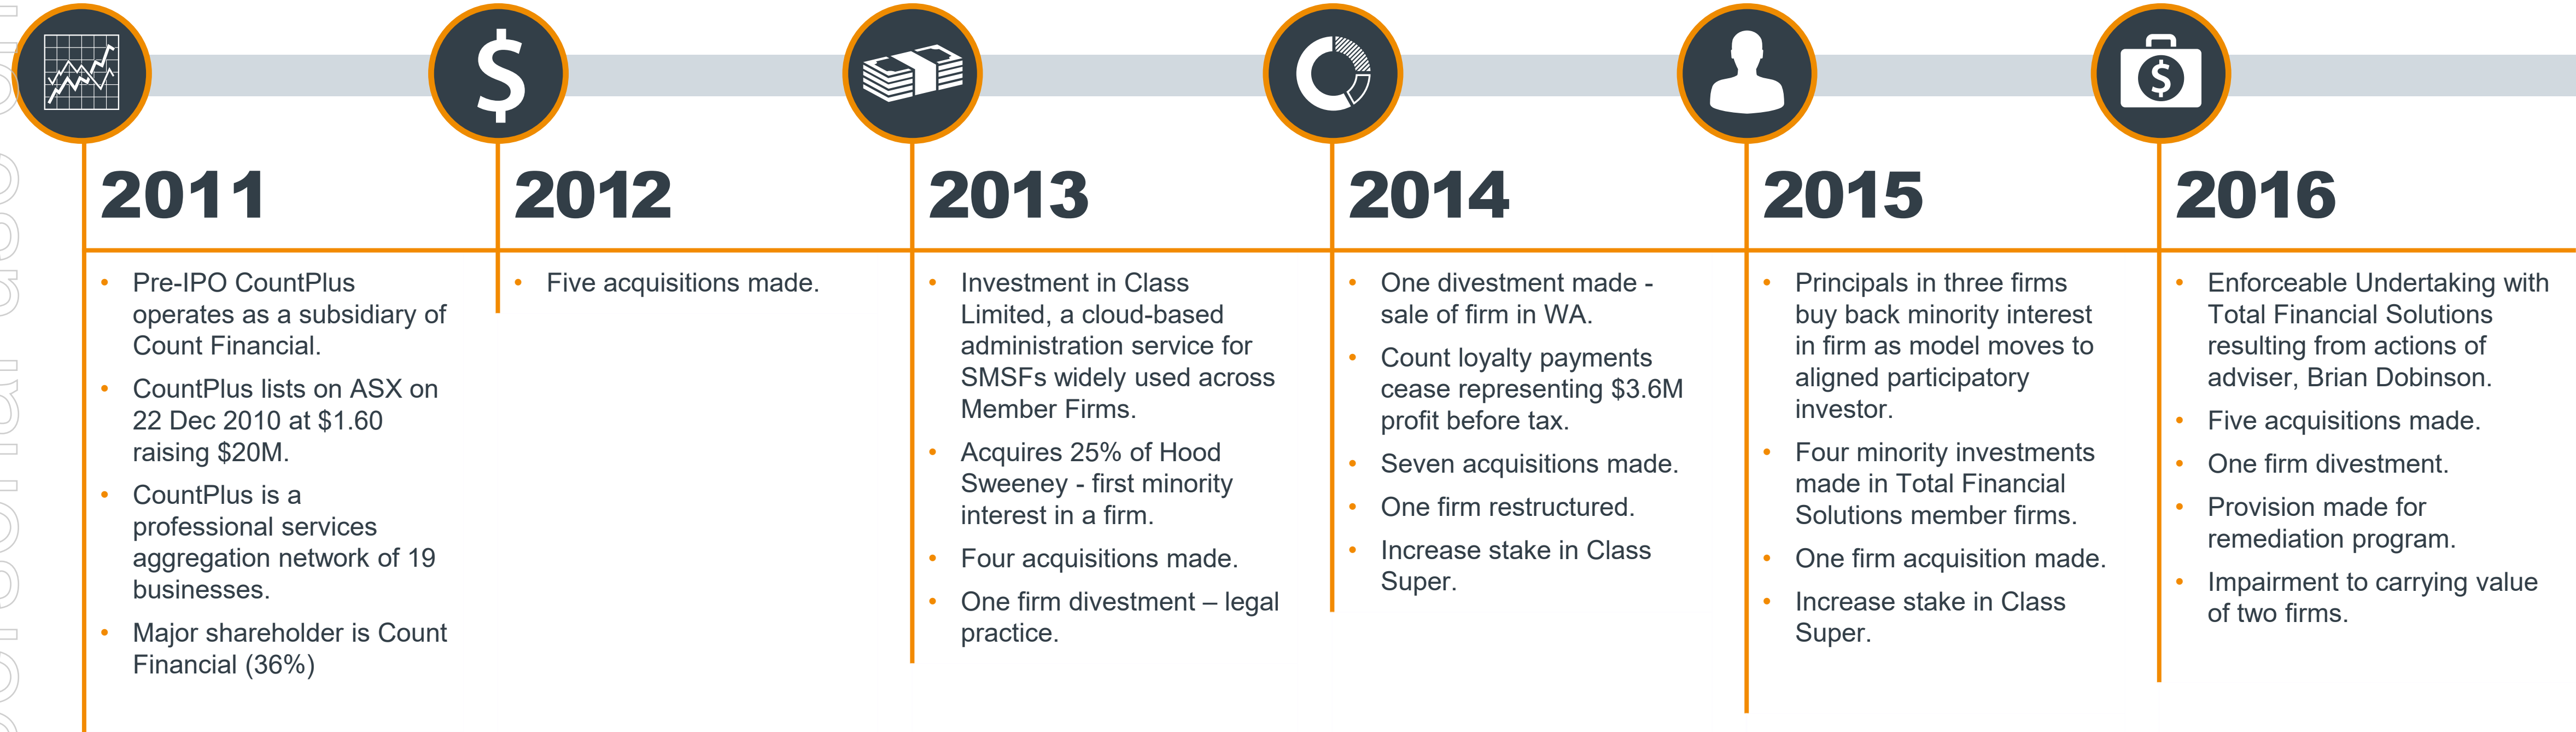 2011
• Pre-IPO CountPlus
operates as a subsidiary of
Count Financial.
• CountPlus lists on ASX on
22 Dec 2010 at $1.60
raising $20M.
• CountPlus is a
professional services
aggregation network of 19
businesses.
• Major shareholder is Count
Financial (36%)
2012
• Five acquisitions made.
2013
• Investment in Class
Limited, a cloud-based
administration service for
SMSFs widely used across
Member Firms.
• Acquires 25% of Hood
Sweeney - first minority
interest in a firm.
• Four acquisitions made.
• One firm divestment – legal
practice.
2014
• One divestment made -
sale of firm in WA.
• Count loyalty payments
cease representing $3.6M
profit before tax.
• Seven acquisitions made.
• One firm restructured.
• Increase stake in Class
Super.
2015
• Principals in three firms
buy back minority interest
in firm as model moves to
aligned participatory
investor.
• Four minority investments
made in Total Financial
Solutions member firms.
• One firm acquisition made.
• Increase stake in Class
Super.
2016
• Enforceable Undertaking with
Total Financial Solutions
resulting from actions of
adviser, Brian Dobinson.
• Five acquisitions made.
• One firm divestment.
• Provision made for
remediation program.
• Impairment to carrying value
of two firms.